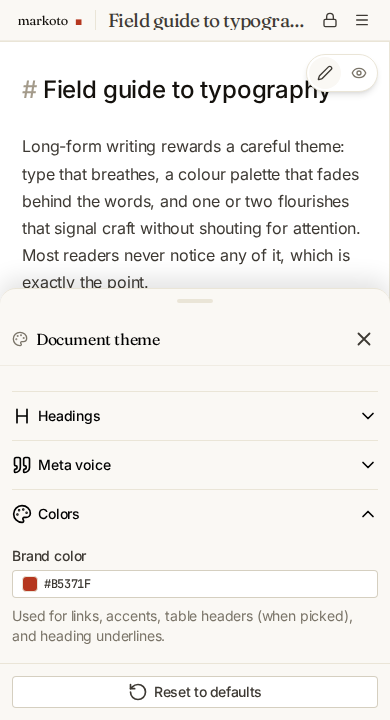 markoto
Field guide to typogra...
# Field guide to typography
Long-form writing rewards a careful theme:
type that breathes, a colour palette that fades
behind the words, and one or two flourishes
that signal craft without shouting for attention.
Most readers never notice any of it, which is
exactly the point.
Document theme
Headings
Meta voice
Colors
Brand color
#B5371F
Used for links, accents, table headers (when picked),
and heading underlines.
Reset to defaults